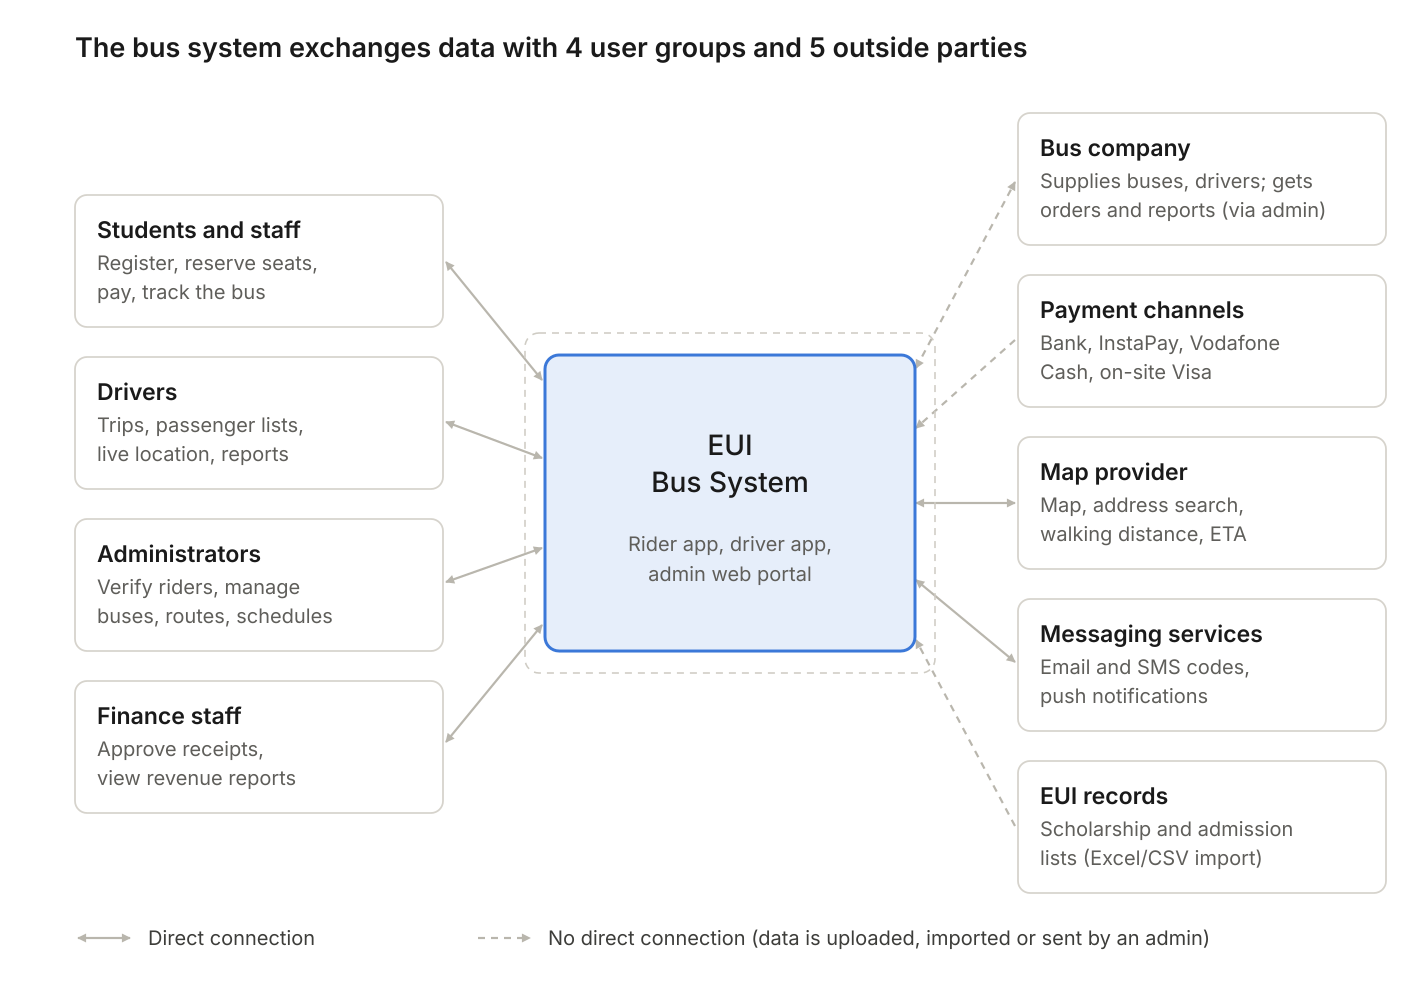 The bus system exchanges data with 4 user groups and 5 outside parties
Students and staff
Register, reserve seats,
pay, track the bus
Drivers
Trips, passenger lists,
live location, reports
Administrators
Verify riders, manage
buses, routes, schedules
Finance staff
Approve receipts,
view revenue reports
EUI
Bus System
Rider app, driver app,
admin web portal
Bus company
Supplies buses, drivers; gets
orders and reports (via admin)
Payment channels
Bank, InstaPay, Vodafone
Cash, on-site Visa
Map provider
Map, address search,
walking distance, ETA
Messaging services
Email and SMS codes,
push notifications
EUI records
Scholarship and admission
lists (Excel/CSV import)
Direct connection
No direct connection (data is uploaded, imported or sent by an admin)